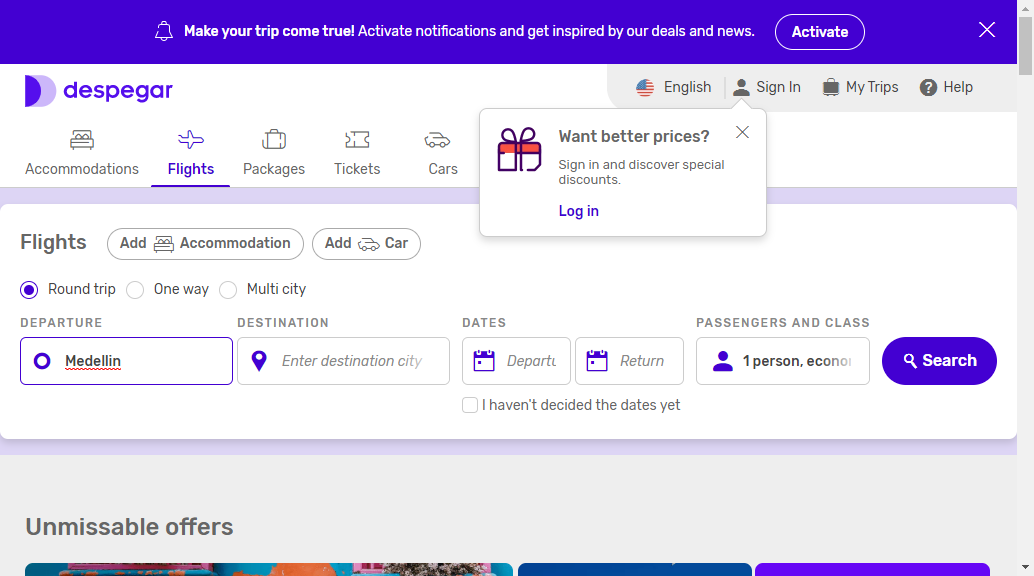 Make your trip come true! Activate notifications and get inspired by our deals and news.
Activate
despegar
English
Sign In
My Trips
Help
Accommodations
Flights
Packages
Tickets
Cars
Want better prices?
Sign in and discover special
discounts.
Log in
Flights
Add Accommodation
Add Car
Round trip
One way
Multi city
DEPARTURE
DESTINATION
DATES
PASSENGERS AND CLASS
Medellin
Enter destination city
Departu
Return
1 person, econo
Search
I haven't decided the dates yet
Unmissable offers